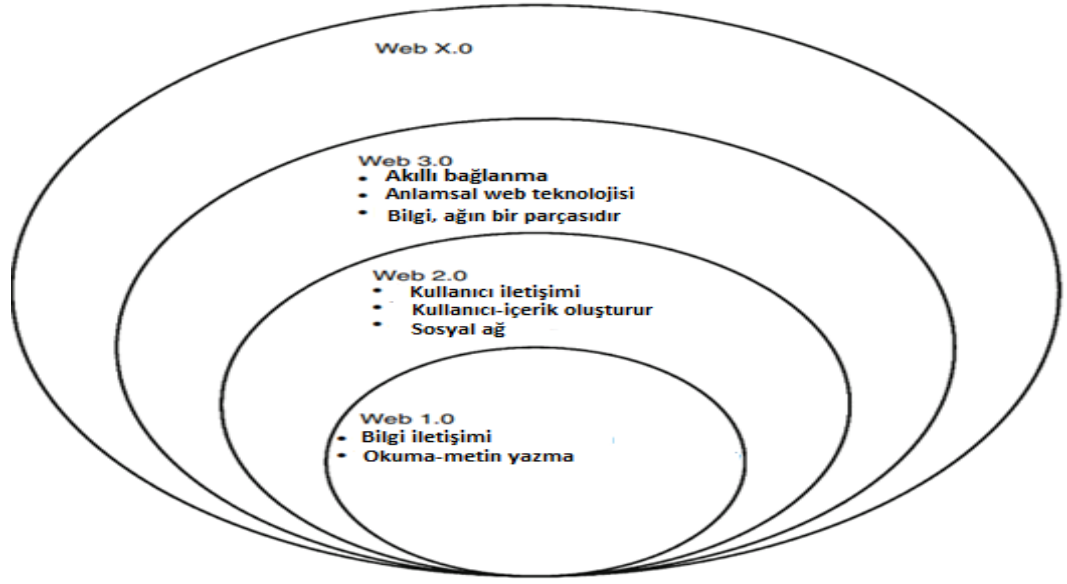 Web X.0
Web 3.0
• Akıllı bağlanma
• Anlamsal web teknolojisi
• Bilgi, ağın bir parçasıdır
Web 2.0
• Kullanıcı iletişimi
• Kullanıcı-içerik oluşturur
• Sosyal ağ
Web 1.0
• Bilgi iletişimi
• Okuma-metin yazma